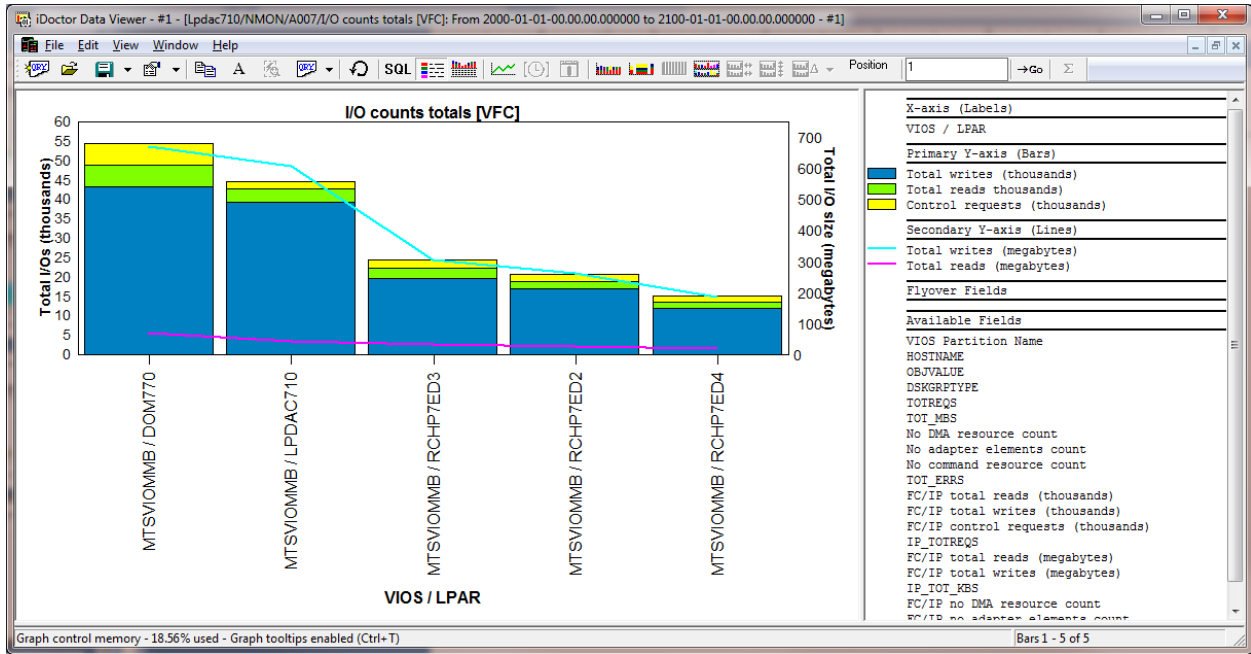 iDoctor Data Viewer - #1 - [Lpdac710/NMON/A007/I/O counts totals [VFC]: From 2000-01-01-00.00.00.000000 to 2100-01-01-00.00.00.000000 - #1]
File Edit View Window Help
QRY A QRY SQL Position 1 Go Σ
I/O counts totals [VFC]
Total I/Os (thousands)
60
55
50
45
40
35
30
25
20
15
10
5
0
700
600
500
400
300
200
100
0
Total I/O size (megabytes)
MTSVIOMMB / DOM770
MTSVIOMMB / LPDAC710
MTSVIOMMB / RCHP7ED3
MTSVIOMMB / RCHP7ED2
MTSVIOMMB / RCHP7ED4
VIOS / LPAR
X-axis (Labels)
VIOS / LPAR
Primary Y-axis (Bars)
Total writes (thousands)
Total reads thousands)
Control requests (thousands)
Secondary Y-axis (Lines)
Total writes (megabytes)
Total reads (megabytes)
Flyover Fields
Available Fields
VIOS Partition Name
HOSTNAME
OBJVALUE
DSKGRPTYPE
TOTREQS
TOT_MBS
No DMA resource count
No adapter elements count
No command resource count
TOT_ERRS
FC/IP total reads (thousands)
FC/IP total writes (thousands)
FC/IP control requests (thousands)
IP_TOTREQS
FC/IP total reads (megabytes)
FC/IP total writes (megabytes)
IP_TOT_KBS
FC/IP no DMA resource count
FC/IP no adapter elements count
Graph control memory - 18.56% used - Graph tooltips enabled (Ctrl+T)
Bars 1 - 5 of 5